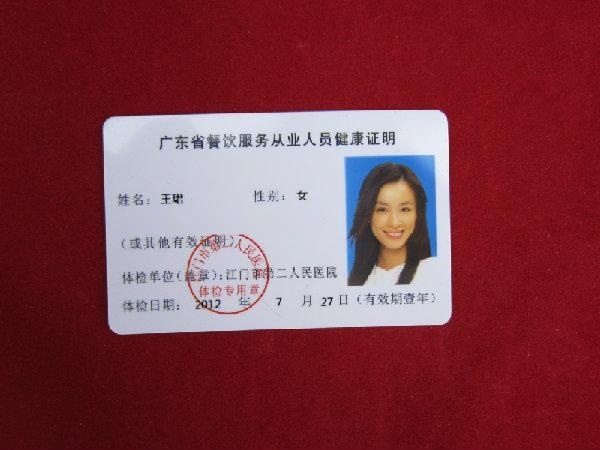 广东省餐饮服务从业人员健康证明
姓名：王珺 性别：女
（或其他有效证明）
体检单位（盖章）：江门市第二人民医院
体检日期：2012 年 7 月 27日（有效期壹年）
江门市第二人民医院
体检专用章